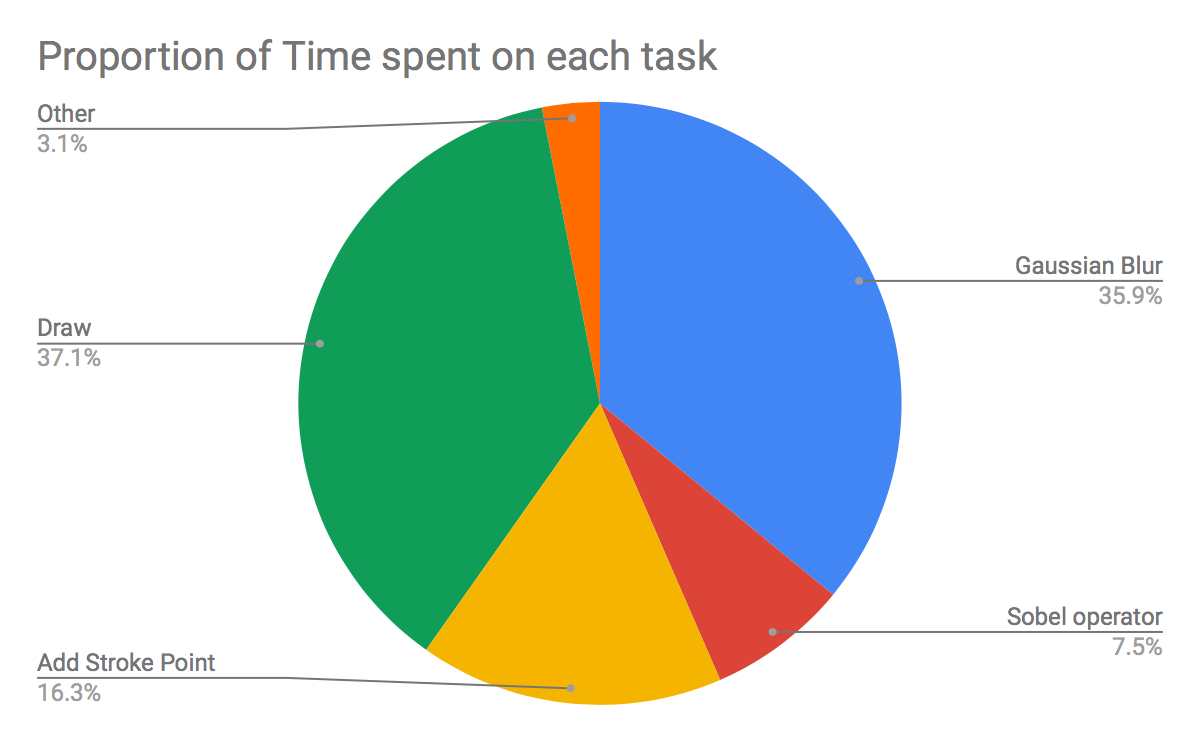 Proportion of Time spent on each task
Other
3.1%
Gaussian Blur
35.9%
Draw
37.1%
Sobel operator
7.5%
Add Stroke Point
16.3%